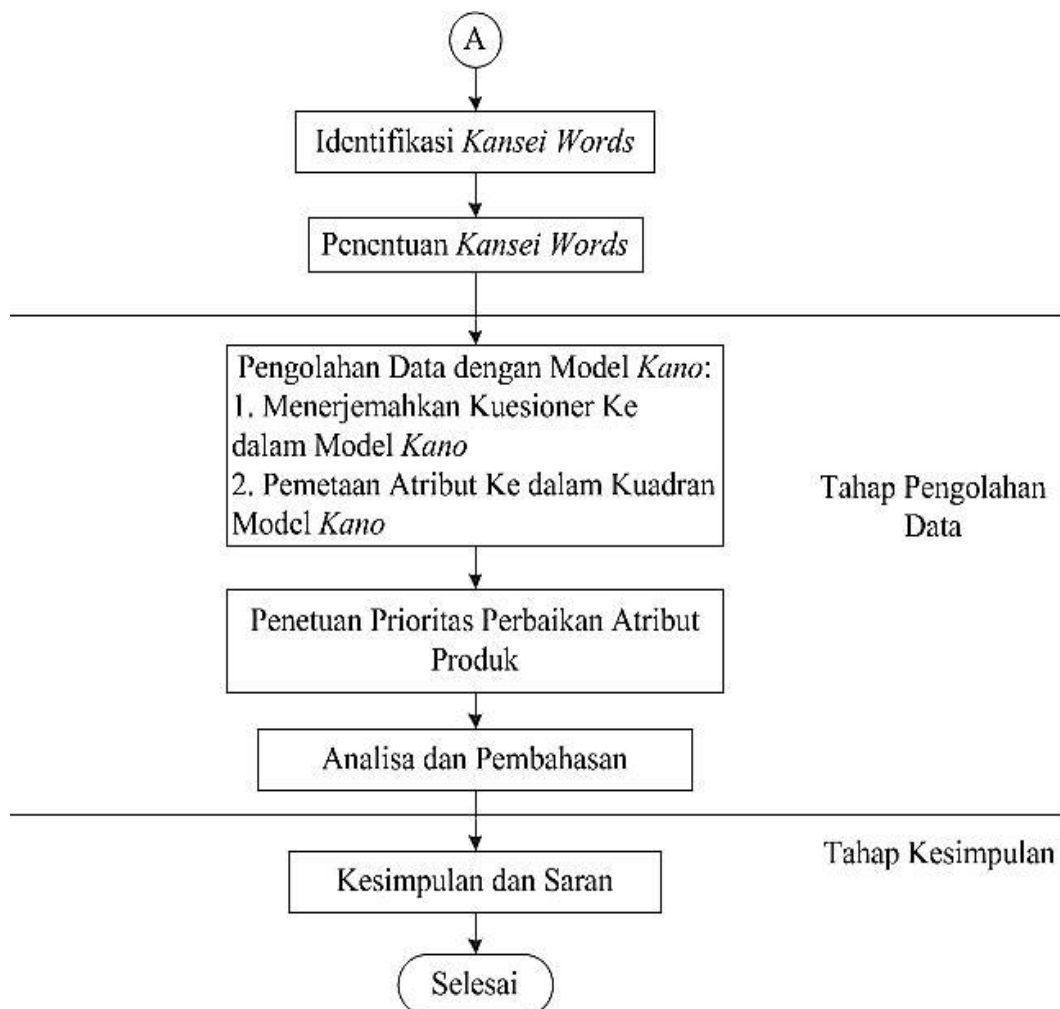 A
Identifikasi Kansei Words
Penentuan Kansei Words
Pengolahan Data dengan Model Kano:
1. Menerjemahkan Kuesioner Ke
dalam Model Kano
2. Pemetaan Atribut Ke dalam Kuadran
Model Kano
Tahap Pengolahan
Data
Penetuan Prioritas Perbaikan Atribut
Produk
Analisa dan Pembahasan
Tahap Kesimpulan
Kesimpulan dan Saran
Selesai